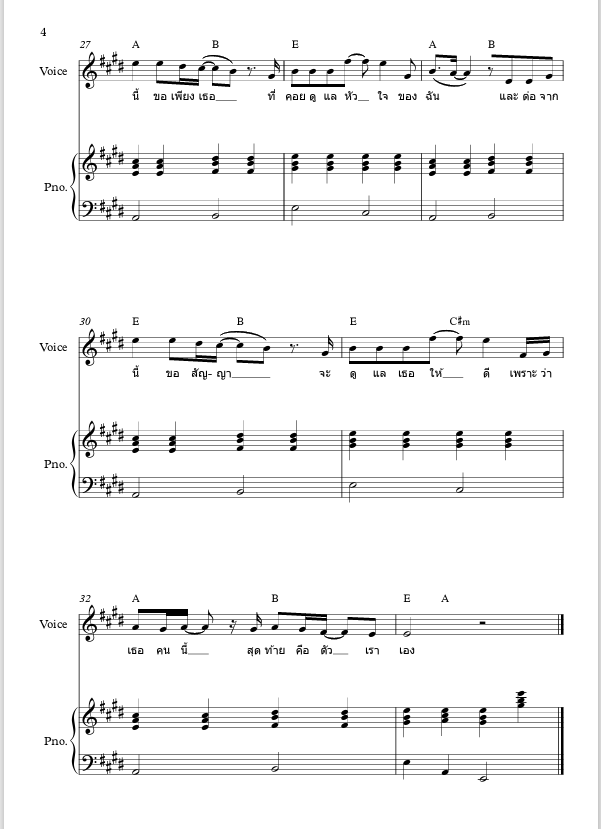 4
27 A B E A B
Voice
นี้ ขอ เพียง เธอ__ ที่ คอย ดู แล หัว__ ใจ ของ ฉัน และ ต่อ จาก
Pno.
30 E B E C#m
Voice
นี้ ขอ สัญ- ญา____ จะ ดู แล เธอ ให้__ ดี เพราะ ว่า
Pno.
32 A B E A
Voice
เธอ คน นี้__ สุด ท้าย คือ ตัว__ เรา เอง
Pno.